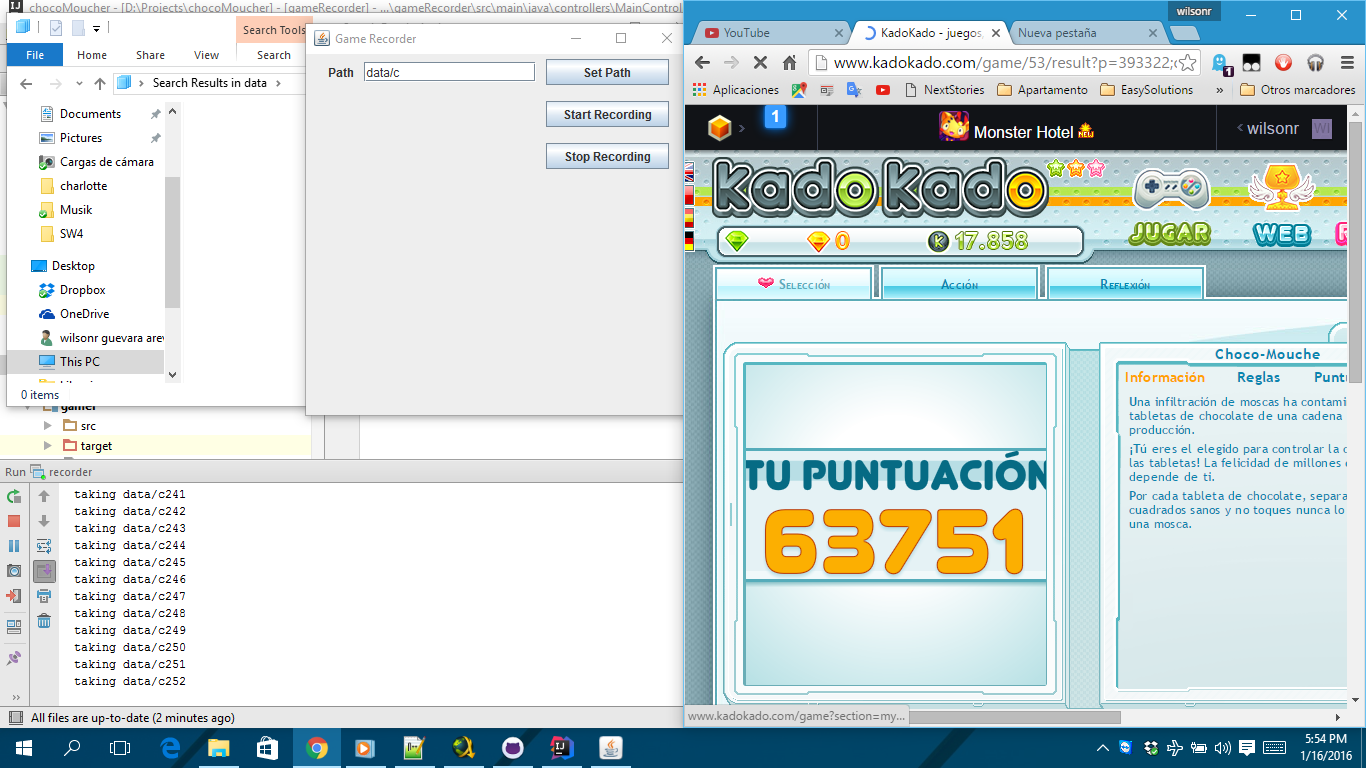 chocoMoucher - [D:\Projects\chocoMoucher] - [gameRecorder] - ...\gameRecorder\src\main\java\controllers\MainControl
Search Tools
File
Home
Share
View
Search
Search Results in data
Documents
Pictures
Cargas de cámara
charlotte
Musik
SW4
Desktop
Dropbox
OneDrive
wilsonr guevara arev
This PC
0 items
Game Recorder
Path
data/c
Set Path
Start Recording
Stop Recording
src
target
Run
recorder
taking data/c241
taking data/c242
taking data/c243
taking data/c244
taking data/c245
taking data/c246
taking data/c247
taking data/c248
taking data/c249
taking data/c250
taking data/c251
taking data/c252
All files are up-to-date (2 minutes ago)
wilsonr
YouTube
KadoKado - juegos,
Nueva pestaña
www.kadokado.com/game/53/result?p=393322;
1
Aplicaciones
NextStories
Apartamento
EasySolutions
»
Otros marcadores
1
Monster Hotel NEW
wilsonr
WI
kadokado
JUGAR
WEB
0
K 17.858
Selección
Acción
Reflexión
TU PUNTUACIÓN
63751
Choco-Mouche
Información
Reglas
Puntu
Una infiltración de moscas ha contami
tabletas de chocolate de una cadena
producción.
¡Tú eres el elegido para controlar la c
las tabletas! La felicidad de millones
depende de ti.
Por cada tableta de chocolate, separa
cuadrados sanos y no toques nunca lo
una mosca.
www.kadokado.com/game?section=my...
5:54 PM
1/16/2016